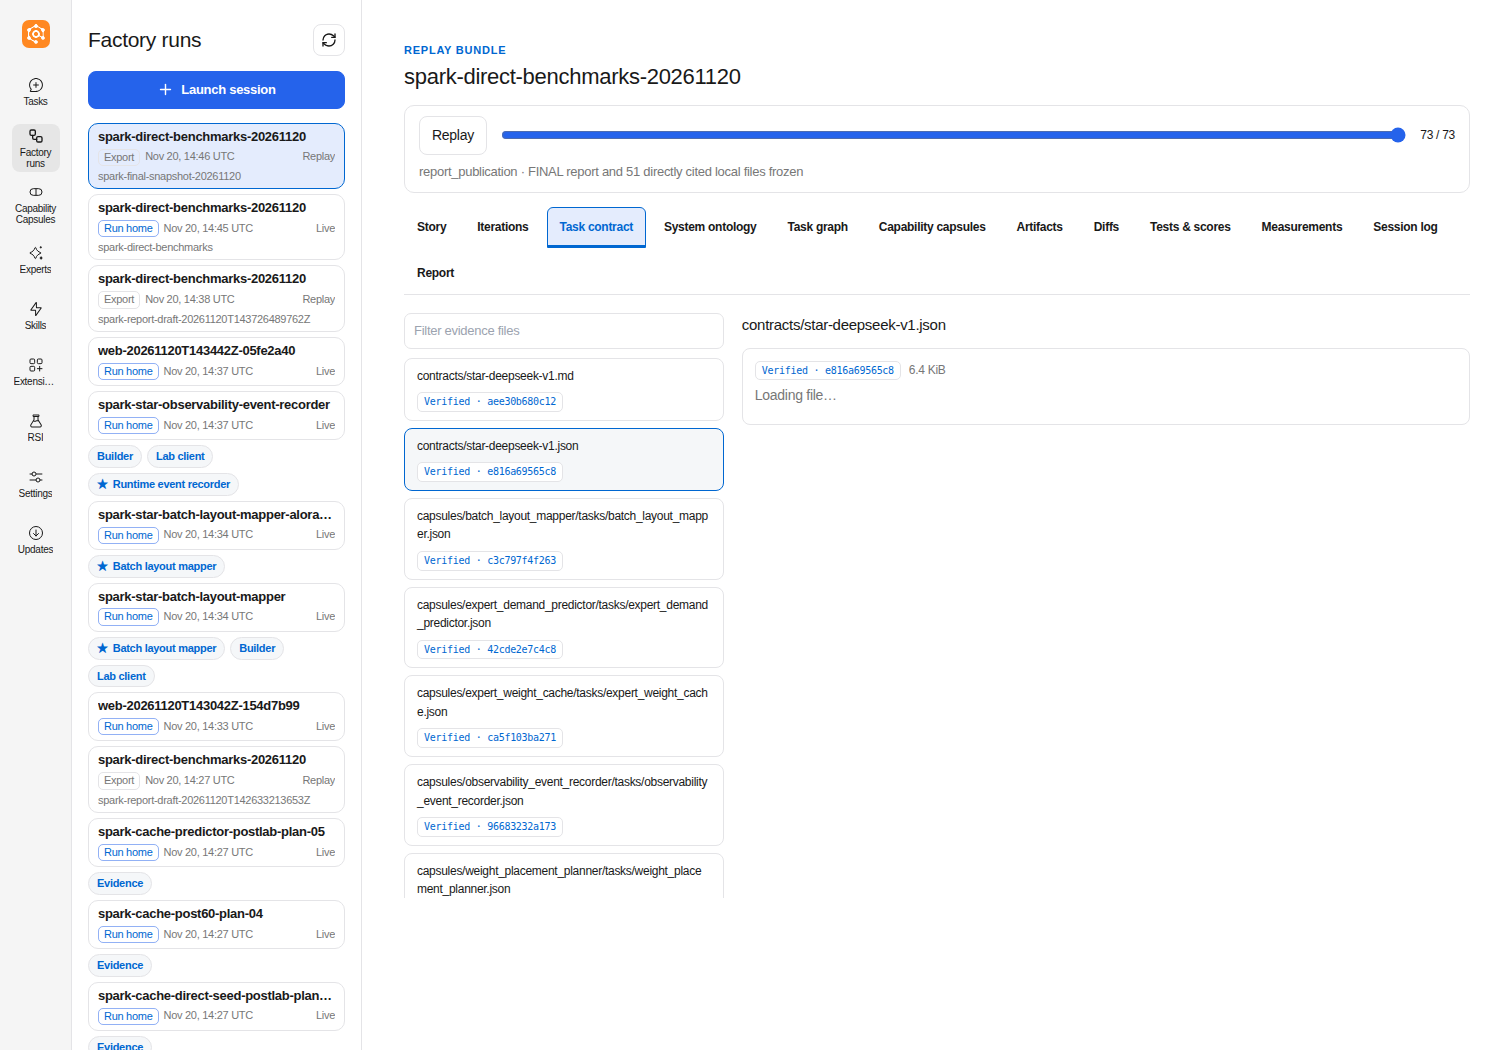 Tasks
Factory
runs
Capability
Capsules
Experts
Skills
Extensi…
RSI
Settings
Updates
Factory runs
Launch session
spark-direct-benchmarks-20261120
Export Nov 20, 14:46 UTC Replay
spark-final-snapshot-20261120
spark-direct-benchmarks-20261120
Run home Nov 20, 14:45 UTC Live
spark-direct-benchmarks
spark-direct-benchmarks-20261120
Export Nov 20, 14:38 UTC Replay
spark-report-draft-20261120T143726489762Z
web-20261120T143442Z-05fe2a40
Run home Nov 20, 14:37 UTC Live
spark-star-observability-event-recorder
Run home Nov 20, 14:37 UTC Live
Builder Lab client
★ Runtime event recorder
spark-star-batch-layout-mapper-alora…
Run home Nov 20, 14:34 UTC Live
★ Batch layout mapper
spark-star-batch-layout-mapper
Run home Nov 20, 14:34 UTC Live
★ Batch layout mapper Builder
Lab client
web-20261120T143042Z-154d7b99
Run home Nov 20, 14:33 UTC Live
spark-direct-benchmarks-20261120
Export Nov 20, 14:27 UTC Replay
spark-report-draft-20261120T142633213653Z
spark-cache-predictor-postlab-plan-05
Run home Nov 20, 14:27 UTC Live
Evidence
spark-cache-post60-plan-04
Run home Nov 20, 14:27 UTC Live
Evidence
spark-cache-direct-seed-postlab-plan…
Run home Nov 20, 14:27 UTC Live
Evidence
REPLAY BUNDLE
spark-direct-benchmarks-20261120
Replay 73 / 73
report_publication · FINAL report and 51 directly cited local files frozen
Story Iterations Task contract System ontology Task graph Capability capsules Artifacts Diffs Tests & scores Measurements Session log
Report
Filter evidence files
contracts/star-deepseek-v1.md
Verified · aee30b680c12
contracts/star-deepseek-v1.json
Verified · e816a69565c8
capsules/batch_layout_mapper/tasks/batch_layout_mapp
er.json
Verified · c3c797f4f263
capsules/expert_demand_predictor/tasks/expert_demand
_predictor.json
Verified · 42cde2e7c4c8
capsules/expert_weight_cache/tasks/expert_weight_cach
e.json
Verified · ca5f103ba271
capsules/observability_event_recorder/tasks/observability
_event_recorder.json
Verified · 96683232a173
capsules/weight_placement_planner/tasks/weight_place
ment_planner.json
contracts/star-deepseek-v1.json
Verified · e816a69565c8 6.4 KiB
Loading file…